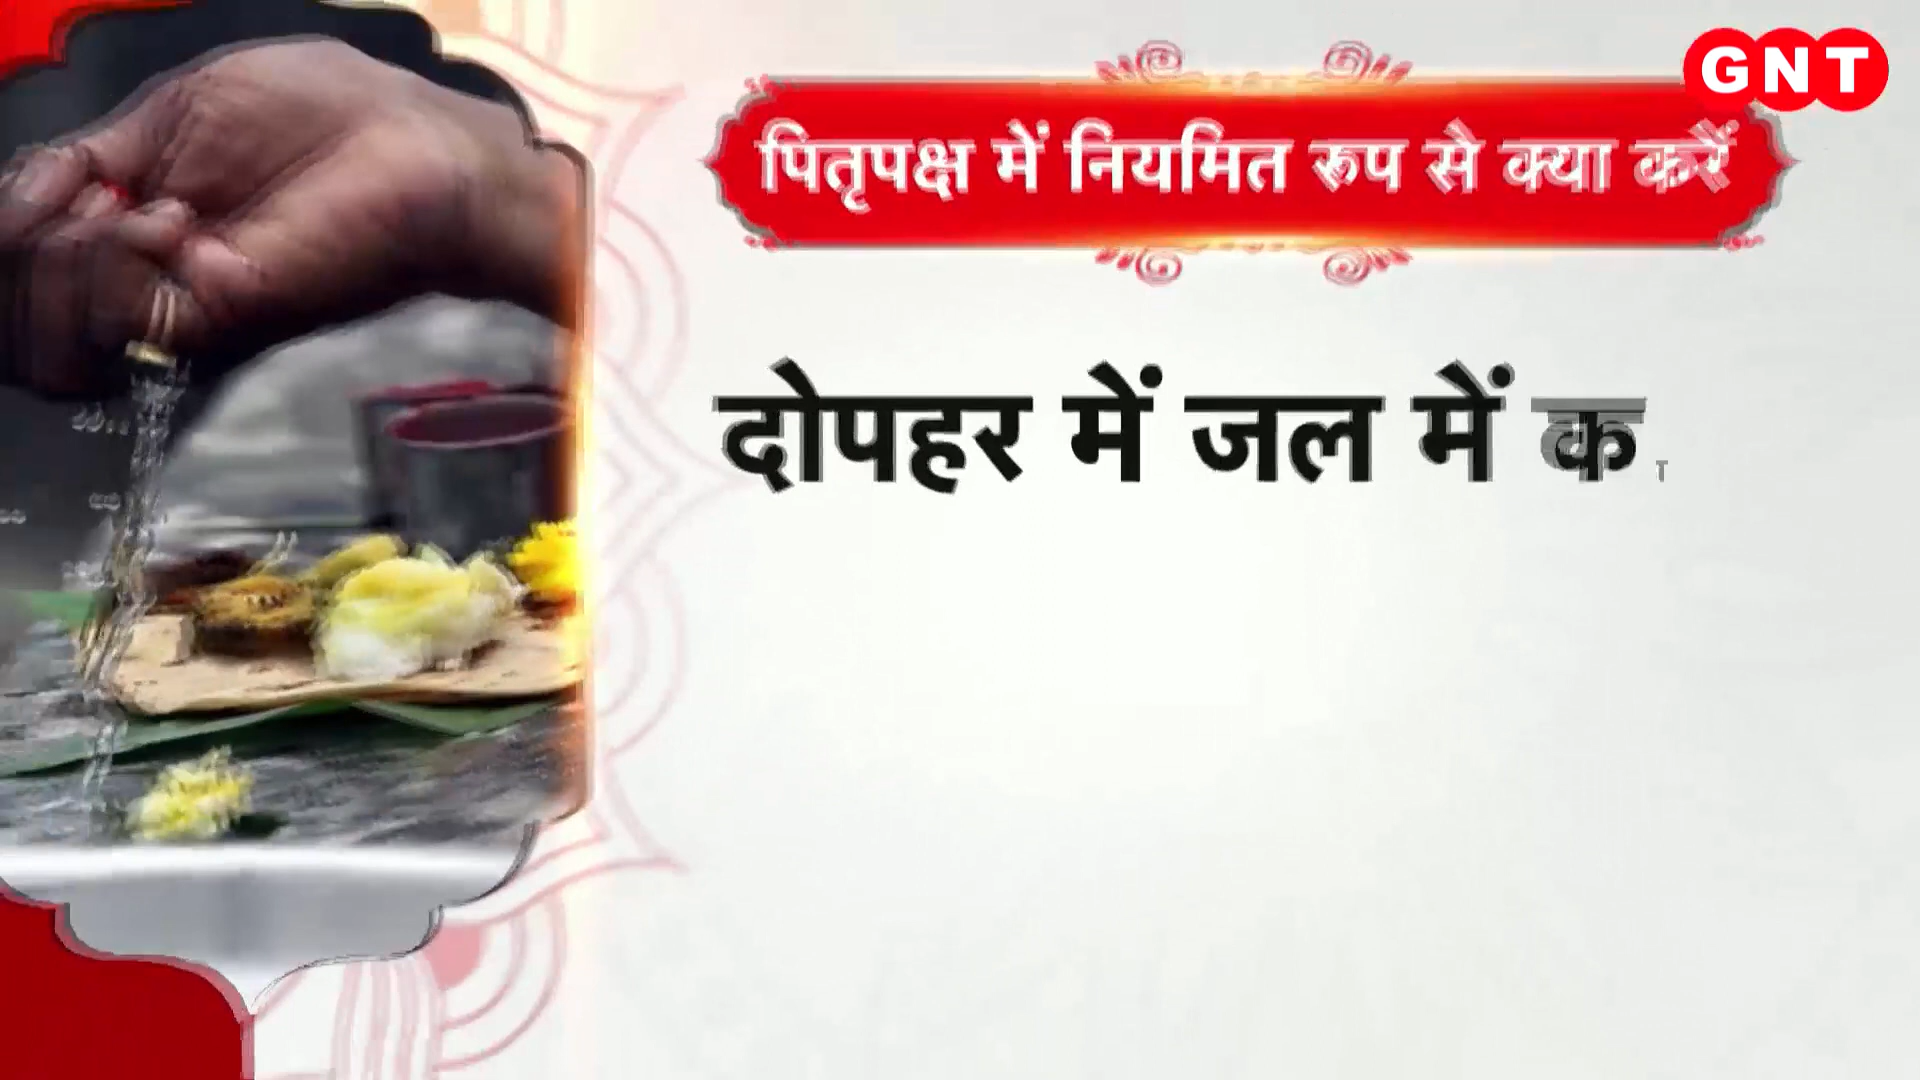 GNT
पितृपक्ष में नियमित रूप से क्या करें
दोपहर में जल में